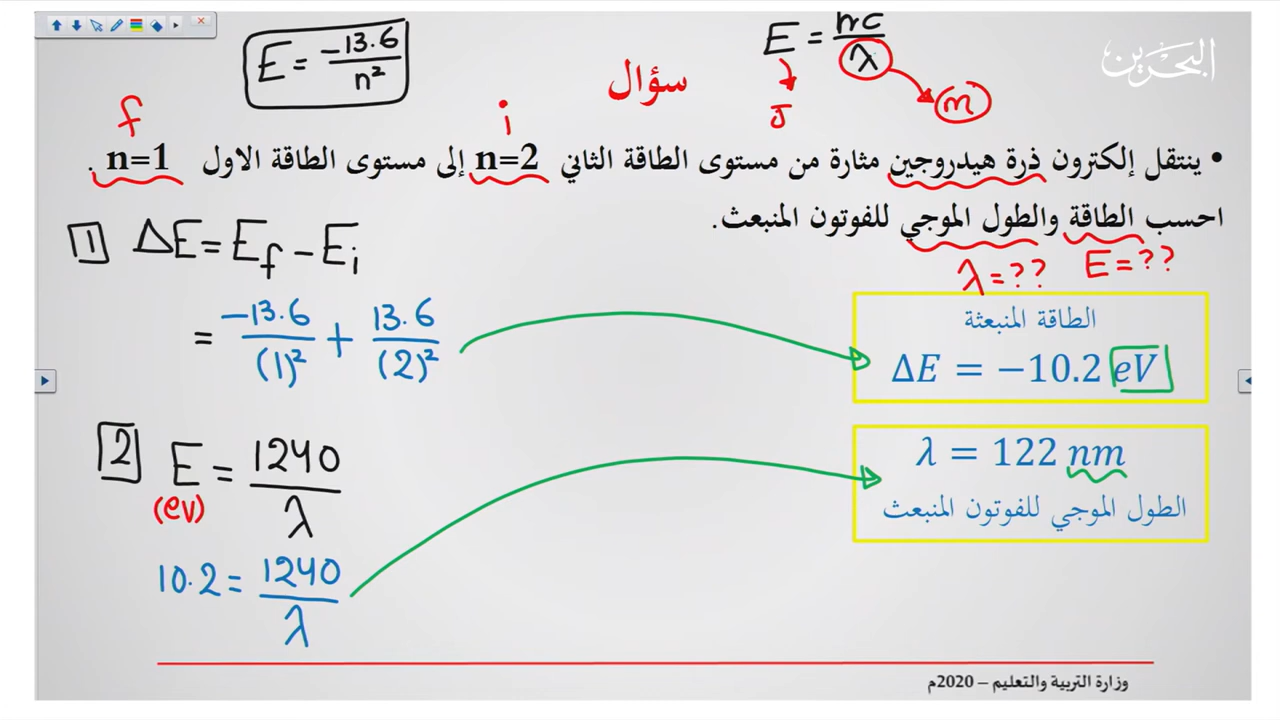 البحرين
E = -13.6 / n²
E = hc / λ
J
m
سؤال
f
i
• ينتقل إلكترون ذرة هيدروجين مثارة من مستوى الطاقة الثاني n=2 إلى مستوى الطاقة الاول n=1 .
احسب الطاقة والطول الموجي للفوتون المنبعث.
λ = ??
E = ??
1 ΔE = Ef - Ei
= -13.6 / (1)² + 13.6 / (2)²
الطاقة المنبعثة
ΔE = −10.2 eV
2 E = 1240 / λ
(ev)
10.2 = 1240 / λ
λ = 122 nm
الطول الموجي للفوتون المنبعث
وزارة التربية والتعليم – 2020م